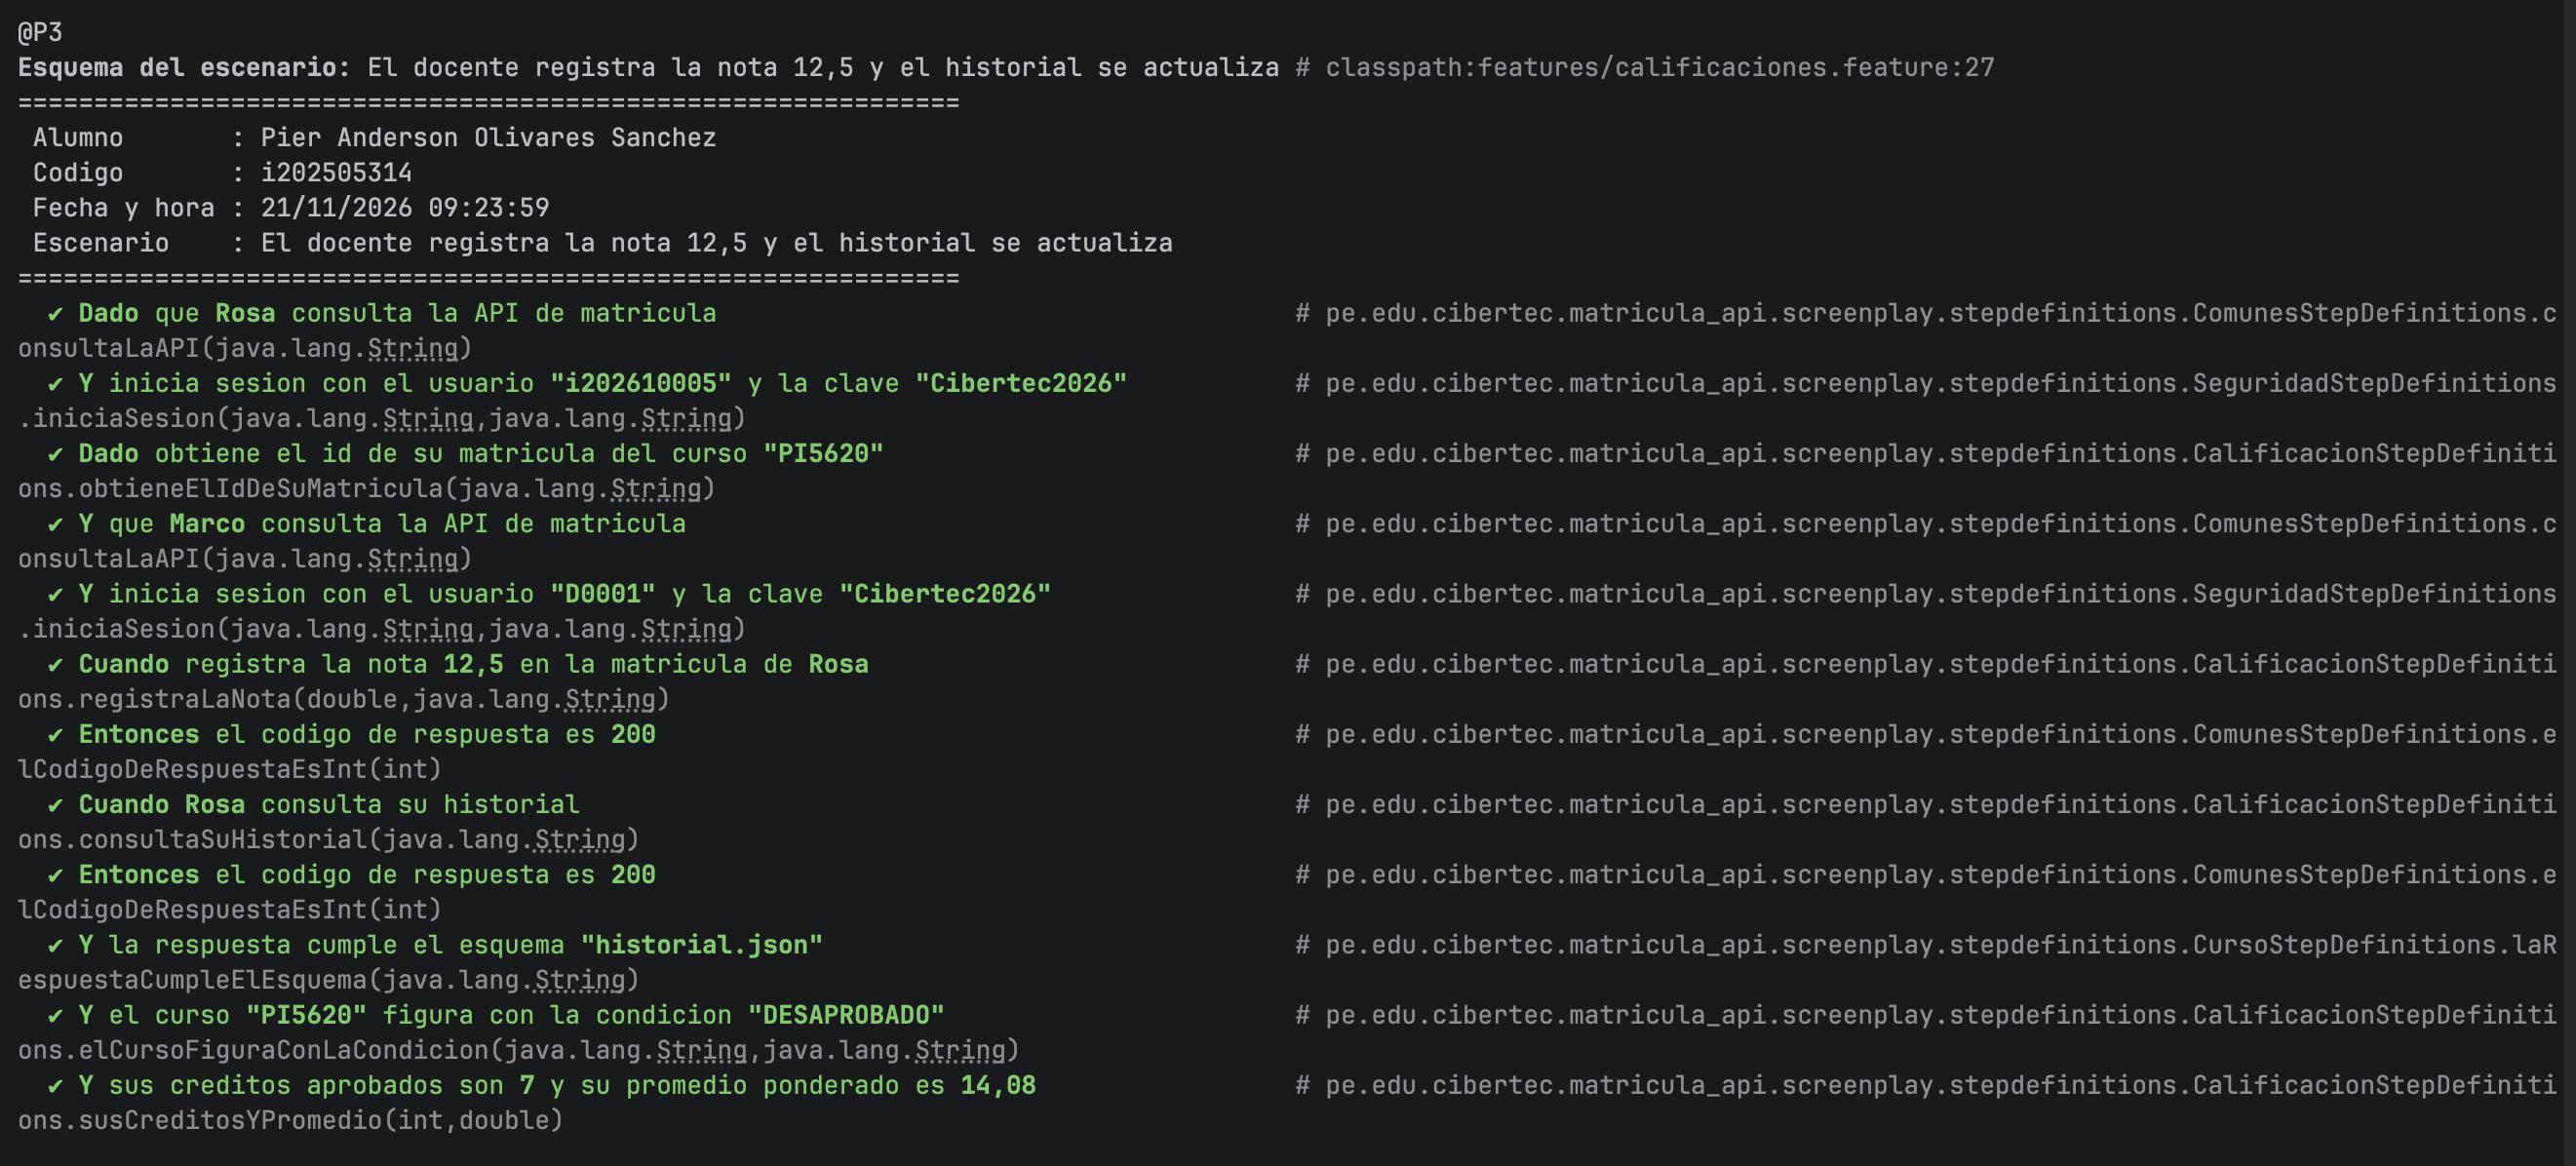 @P3
Esquema del escenario: El docente registra la nota 12,5 y el historial se actualiza # classpath:features/calificaciones.feature:27
==============================================================
Alumno : Pier Anderson Olivares Sanchez
Codigo : i202505314
Fecha y hora : 21/11/2026 09:23:59
Escenario : El docente registra la nota 12,5 y el historial se actualiza
==============================================================
✔ Dado que Rosa consulta la API de matricula # pe.edu.cibertec.matricula_api.screenplay.stepdefinitions.ComunesStepDefinitions.c
onsultaLaAPI(java.lang.String)
✔ Y inicia sesion con el usuario "i202610005" y la clave "Cibertec2026" # pe.edu.cibertec.matricula_api.screenplay.stepdefinitions.SeguridadStepDefinitions
.iniciaSesion(java.lang.String,java.lang.String)
✔ Dado obtiene el id de su matricula del curso "PI5620" # pe.edu.cibertec.matricula_api.screenplay.stepdefinitions.CalificacionStepDefiniti
ons.obtieneElIdDeSuMatricula(java.lang.String)
✔ Y que Marco consulta la API de matricula # pe.edu.cibertec.matricula_api.screenplay.stepdefinitions.ComunesStepDefinitions.c
onsultaLaAPI(java.lang.String)
✔ Y inicia sesion con el usuario "D0001" y la clave "Cibertec2026" # pe.edu.cibertec.matricula_api.screenplay.stepdefinitions.SeguridadStepDefinitions
.iniciaSesion(java.lang.String,java.lang.String)
✔ Cuando registra la nota 12,5 en la matricula de Rosa # pe.edu.cibertec.matricula_api.screenplay.stepdefinitions.CalificacionStepDefiniti
ons.registraLaNota(double,java.lang.String)
✔ Entonces el codigo de respuesta es 200 # pe.edu.cibertec.matricula_api.screenplay.stepdefinitions.ComunesStepDefinitions.e
lCodigoDeRespuestaEsInt(int)
✔ Cuando Rosa consulta su historial # pe.edu.cibertec.matricula_api.screenplay.stepdefinitions.CalificacionStepDefiniti
ons.consultaSuHistorial(java.lang.String)
✔ Entonces el codigo de respuesta es 200 # pe.edu.cibertec.matricula_api.screenplay.stepdefinitions.ComunesStepDefinitions.e
lCodigoDeRespuestaEsInt(int)
✔ Y la respuesta cumple el esquema "historial.json" # pe.edu.cibertec.matricula_api.screenplay.stepdefinitions.CursoStepDefinitions.laR
espuestaCumpleElEsquema(java.lang.String)
✔ Y el curso "PI5620" figura con la condicion "DESAPROBADO" # pe.edu.cibertec.matricula_api.screenplay.stepdefinitions.CalificacionStepDefiniti
ons.elCursoFiguraConLaCondicion(java.lang.String,java.lang.String)
✔ Y sus creditos aprobados son 7 y su promedio ponderado es 14,08 # pe.edu.cibertec.matricula_api.screenplay.stepdefinitions.CalificacionStepDefiniti
ons.susCreditosYPromedio(int,double)